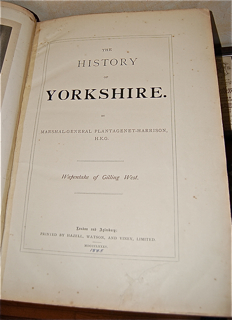 THE
HISTORY
OF
YORKSHIRE.
BY
MARSHAL-GENERAL PLANTAGENET-HARRISON,
H.K.G.
Wapentake of Gilling West.
London and Aylesbury:
PRINTED BY HAZELL, WATSON, AND VINEY, LIMITED.